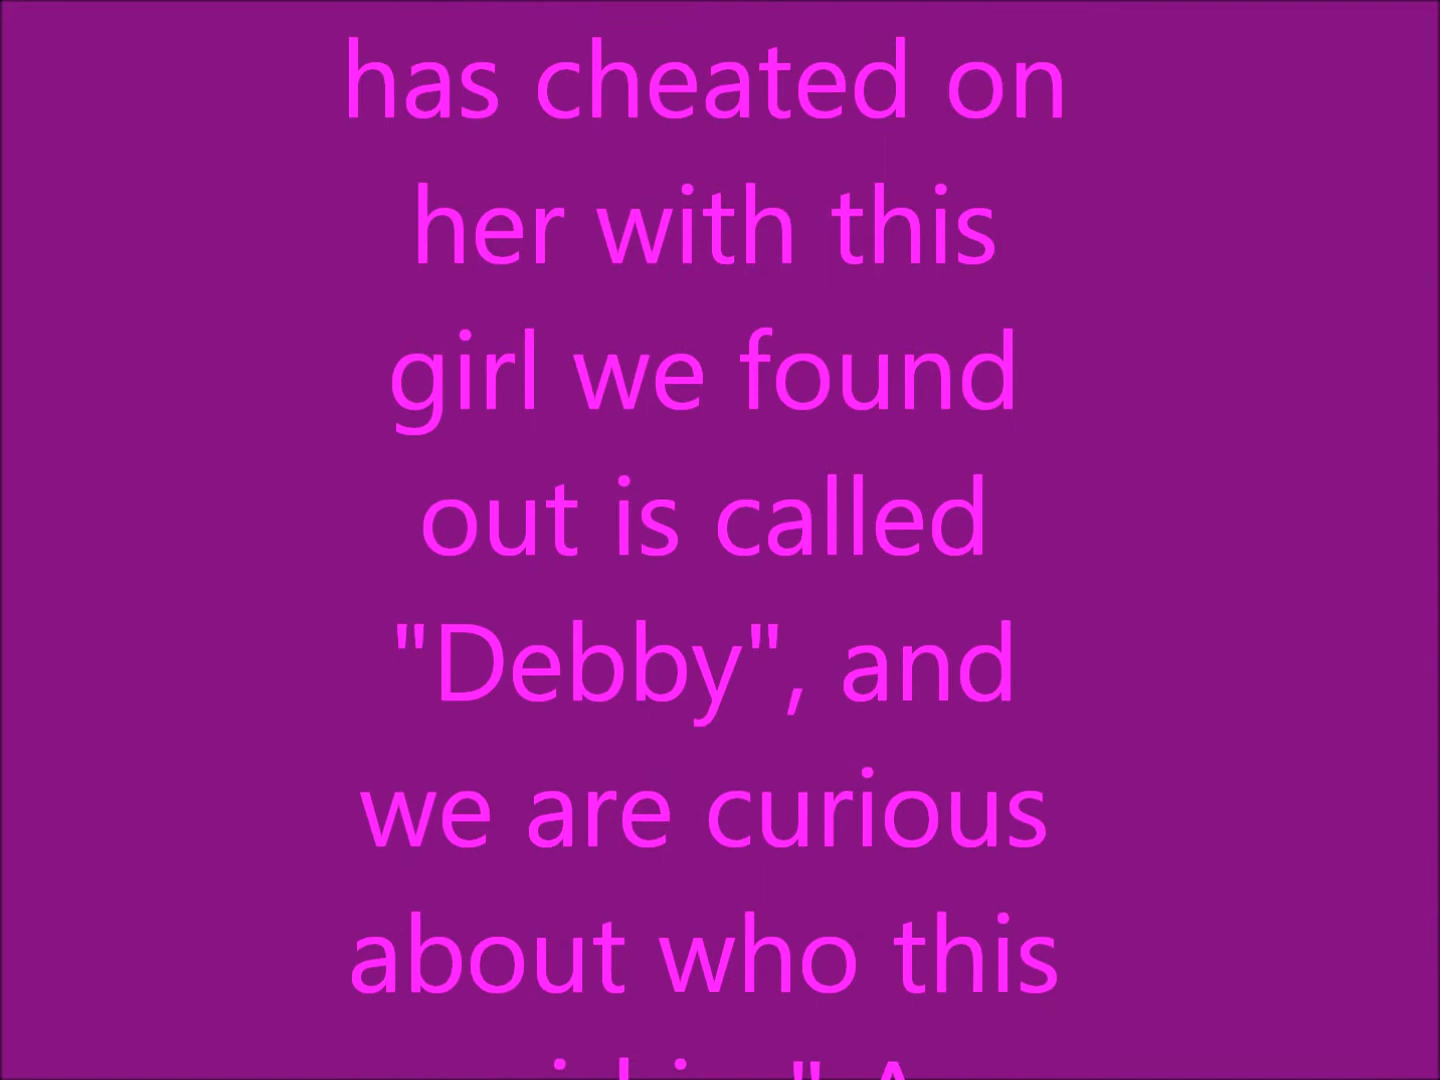 has cheated on
her with this
girl we found
out is called
"Debby", and
we are curious
about who this